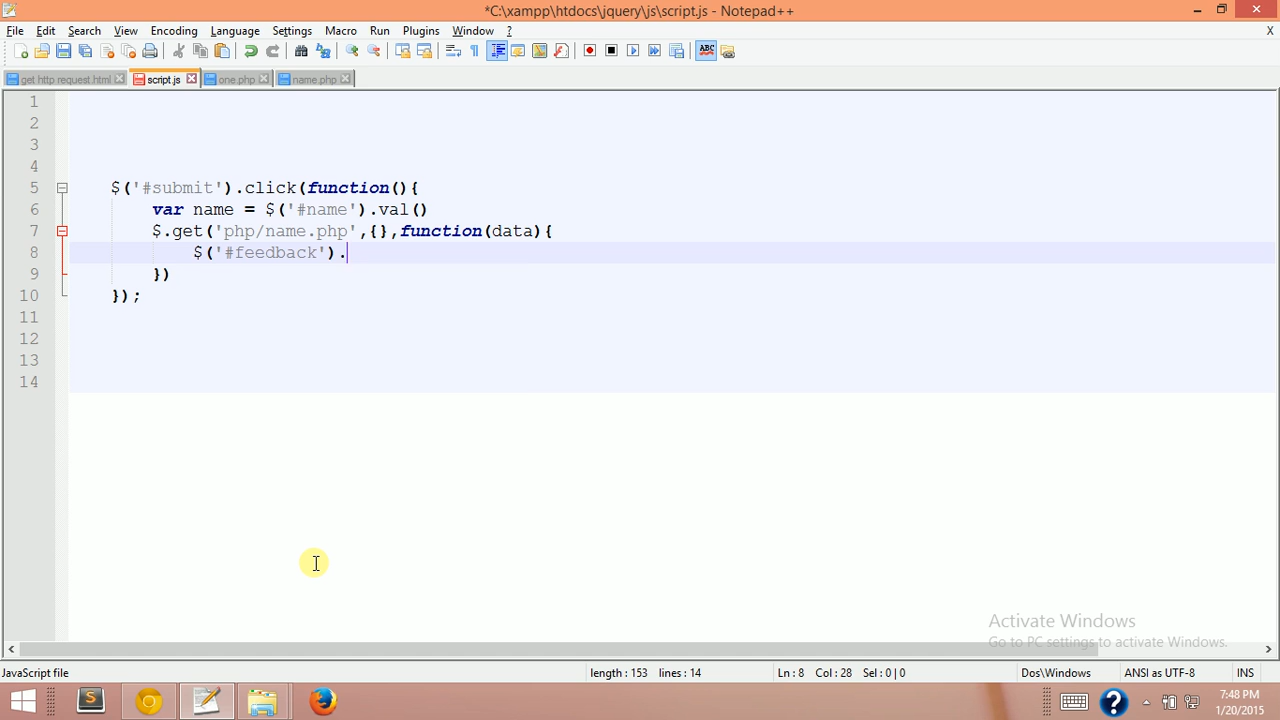 *C:\xampp\htdocs\jquery\js\script.js - Notepad++
File Edit Search View Encoding Language Settings Macro Run Plugins Window ? X
get http request.html script.js one.php name.php
1
2
3
4
5 $('#submit').click(function(){
6 var name = $('#name').val()
7 $.get('php/name.php',{},function(data){
8 $('#feedback').
9 })
10 });
11
12
13
14
Activate Windows
Go to PC settings to activate Windows.
JavaScript file length : 153 lines : 14 Ln : 8 Col : 28 Sel : 0 | 0 Dos\Windows ANSI as UTF-8 INS
7:48 PM
1/20/2015